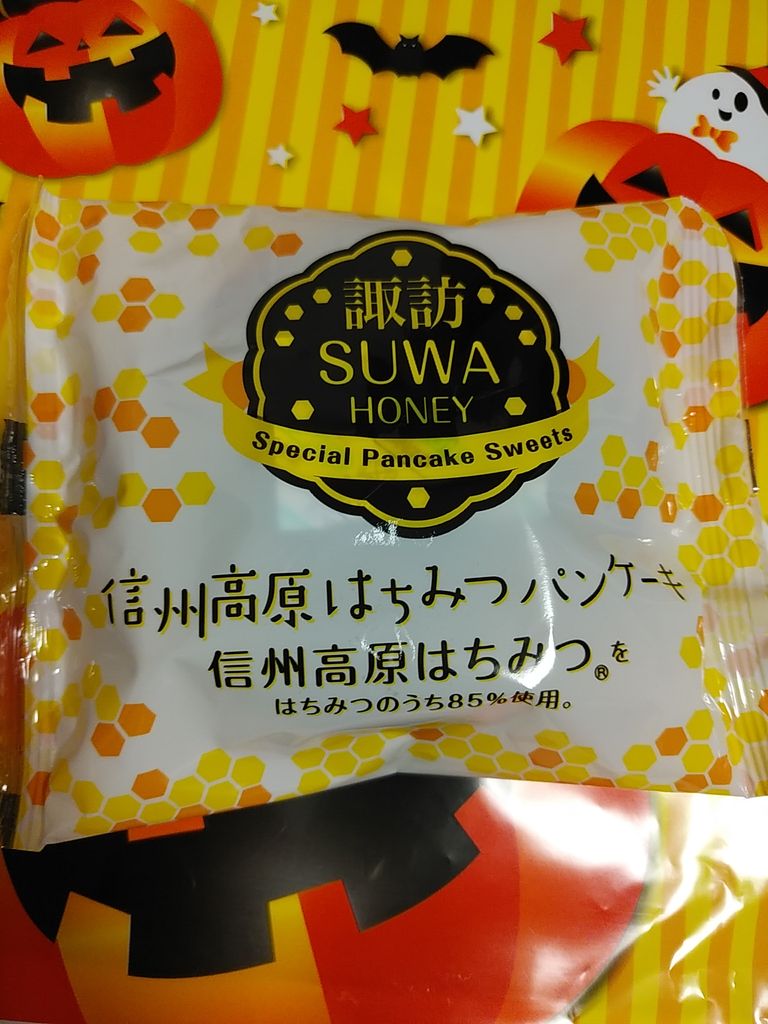 諏訪
SUWA
HONEY
Special Pancake Sweets
信州高原はちみつパンケーキ
信州高原はちみつ®を
はちみつのうち85%使用。